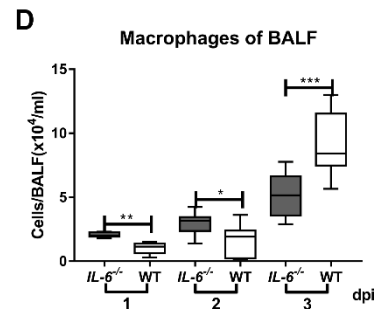 D
Macrophages of BALF
Cells/BALF(x10⁴/ml)
15
10
5
0
**
*
***
IL-6⁻/⁻ WT IL-6⁻/⁻ WT IL-6⁻/⁻ WT
1 2 3 dpi